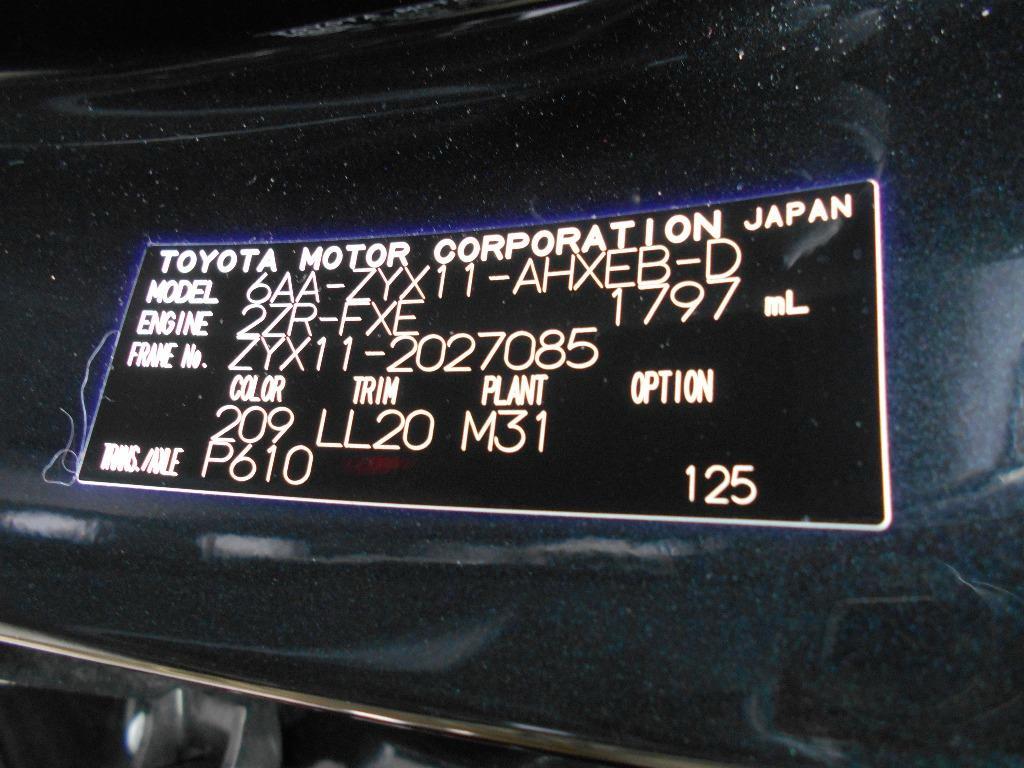 TOYOTA MOTOR CORPORATION JAPAN
MODEL 6AA-ZYX11-AHXEB-D
ENGINE 2ZR-FXE 1797 mL
FRAME No. ZYX11-2027085
COLOR TRIM PLANT OPTION
209 LL20 M31
TRANS./AXLE P610 125